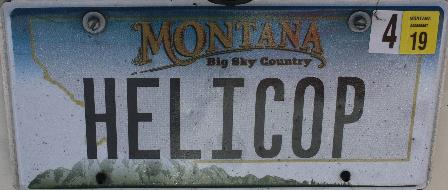 MONTANA
Big Sky Country
4
19
HELICOP